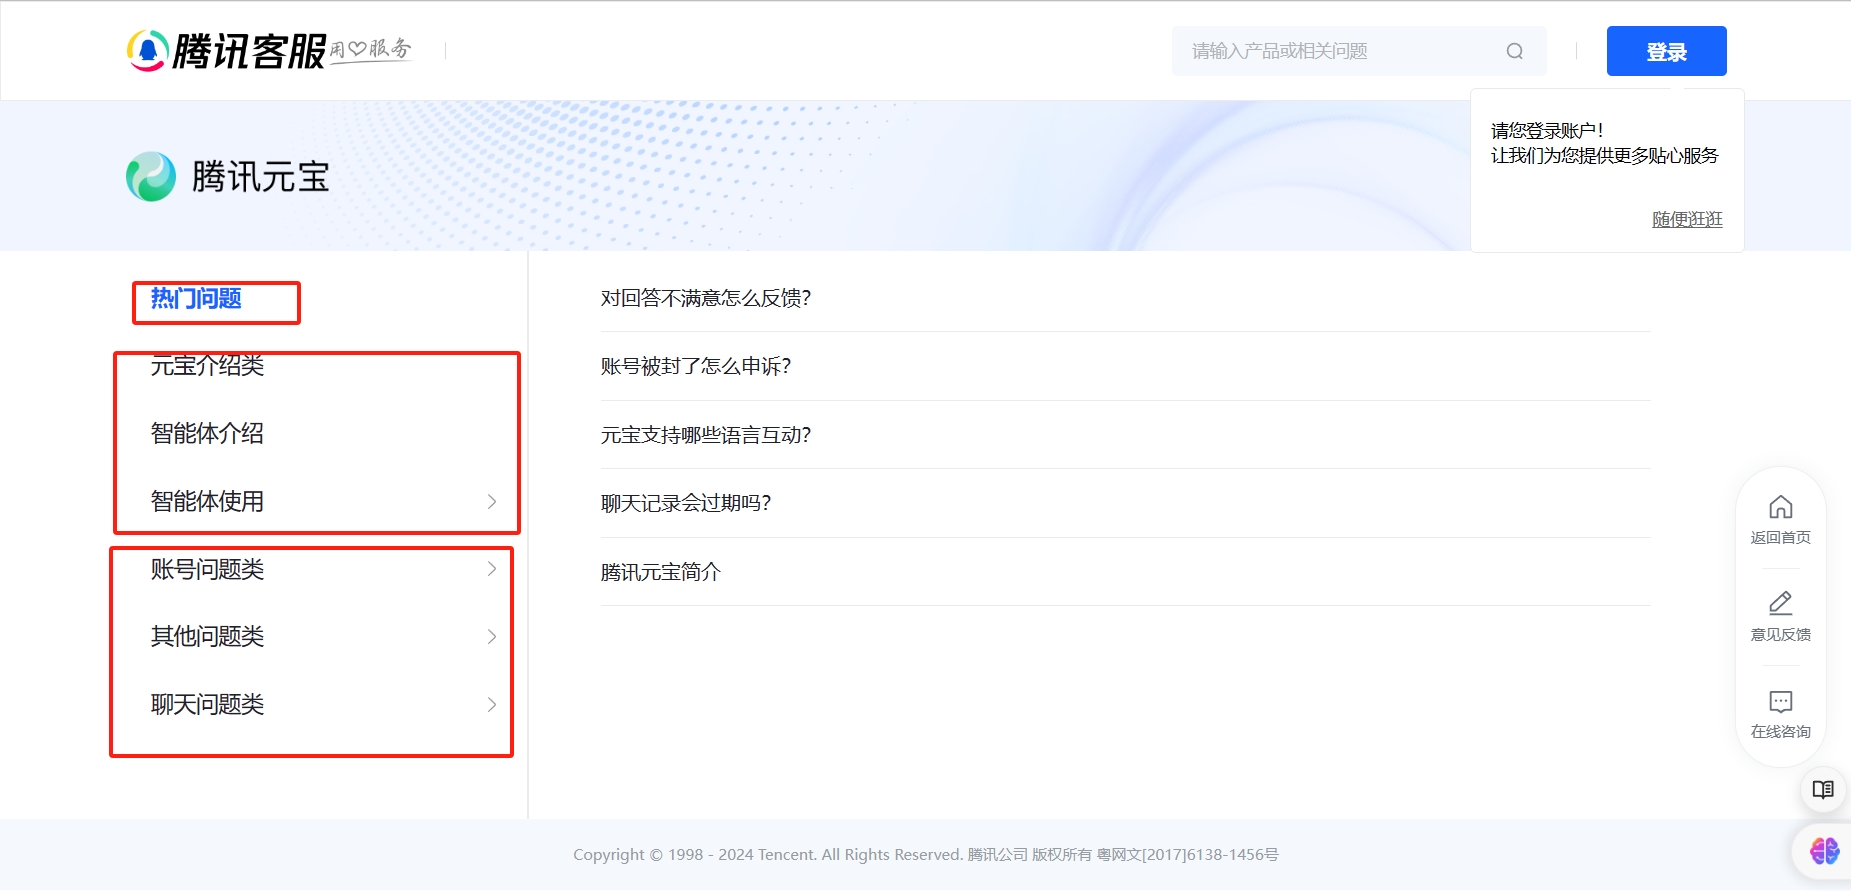 腾讯客服 用♡服务
请输入产品或相关问题
登录
请您登录账户！
让我们为您提供更多贴心服务
随便逛逛
腾讯元宝
热门问题
元宝介绍类
智能体介绍
智能体使用
账号问题类
其他问题类
聊天问题类
对回答不满意怎么反馈？
账号被封了怎么申诉？
元宝支持哪些语言互动？
聊天记录会过期吗？
腾讯元宝简介
返回首页
意见反馈
在线咨询
Copyright © 1998 - 2024 Tencent. All Rights Reserved. 腾讯公司 版权所有 粤网文[2017]6138-1456号